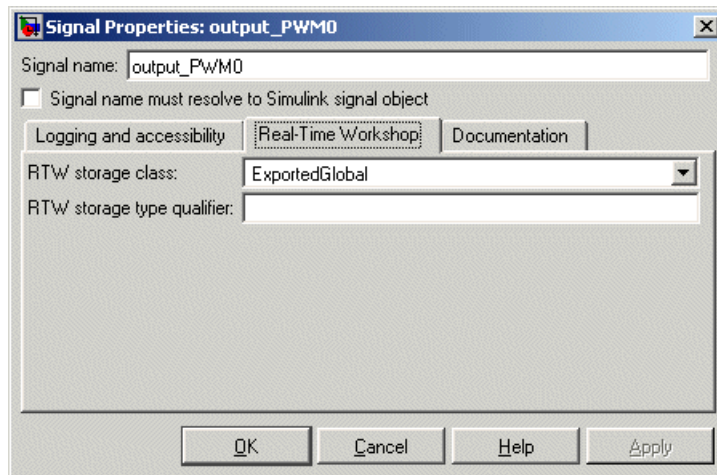 Signal Properties: output_PWM0
Signal name: output_PWM0
Signal name must resolve to Simulink signal object
Logging and accessibility Real-Time Workshop Documentation
RTW storage class: ExportedGlobal
RTW storage type qualifier:
OK Cancel Help Apply